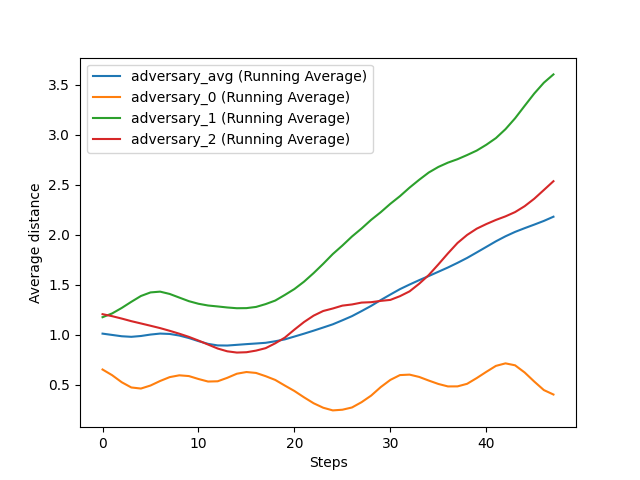 adversary_avg (Running Average)
adversary_0 (Running Average)
adversary_1 (Running Average)
adversary_2 (Running Average)
3.5
3.0
2.5
2.0
1.5
1.0
0.5
Average distance
0 10 20 30 40
Steps